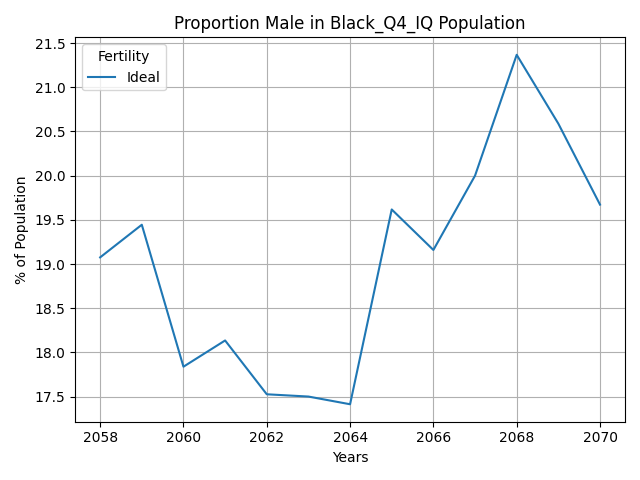 Proportion Male in Black_Q4_IQ Population
Fertility
Ideal
% of Population
21.5
21.0
20.5
20.0
19.5
19.0
18.5
18.0
17.5
2058 2060 2062 2064 2066 2068 2070
Years